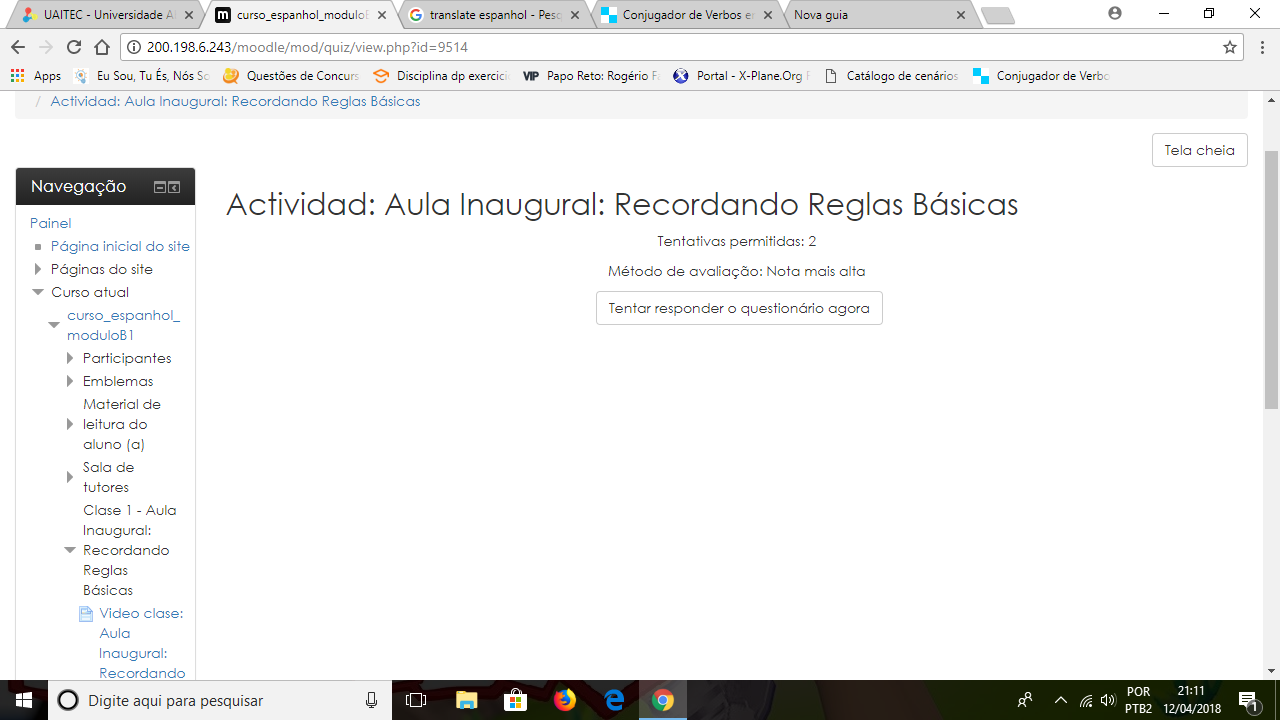 UAITEC - Universidade A
curso_espanhol_modulo
translate espanhol - Pesq
Conjugador de Verbos e
Nova guia
200.198.6.243/moodle/mod/quiz/view.php?id=9514
Apps
Eu Sou, Tu És, Nós So
Questões de Concurs
Disciplina dp exercici
VIP Papo Reto: Rogério F
Portal - X-Plane.Org F
Catálogo de cenários
Conjugador de Verbo
/ Actividad: Aula Inaugural: Recordando Reglas Básicas
Tela cheia
Navegação
Painel
Página inicial do site
Páginas do site
Curso atual
curso_espanhol_
moduloB1
Participantes
Emblemas
Material de
leitura do
aluno (a)
Sala de
tutores
Clase 1 - Aula
Inaugural:
Recordando
Reglas
Básicas
Video clase:
Aula
Inaugural:
Recordando
Actividad: Aula Inaugural: Recordando Reglas Básicas
Tentativas permitidas: 2
Método de avaliação: Nota mais alta
Tentar responder o questionário agora
Digite aqui para pesquisar
POR
PTB2
21:11
12/04/2018
1